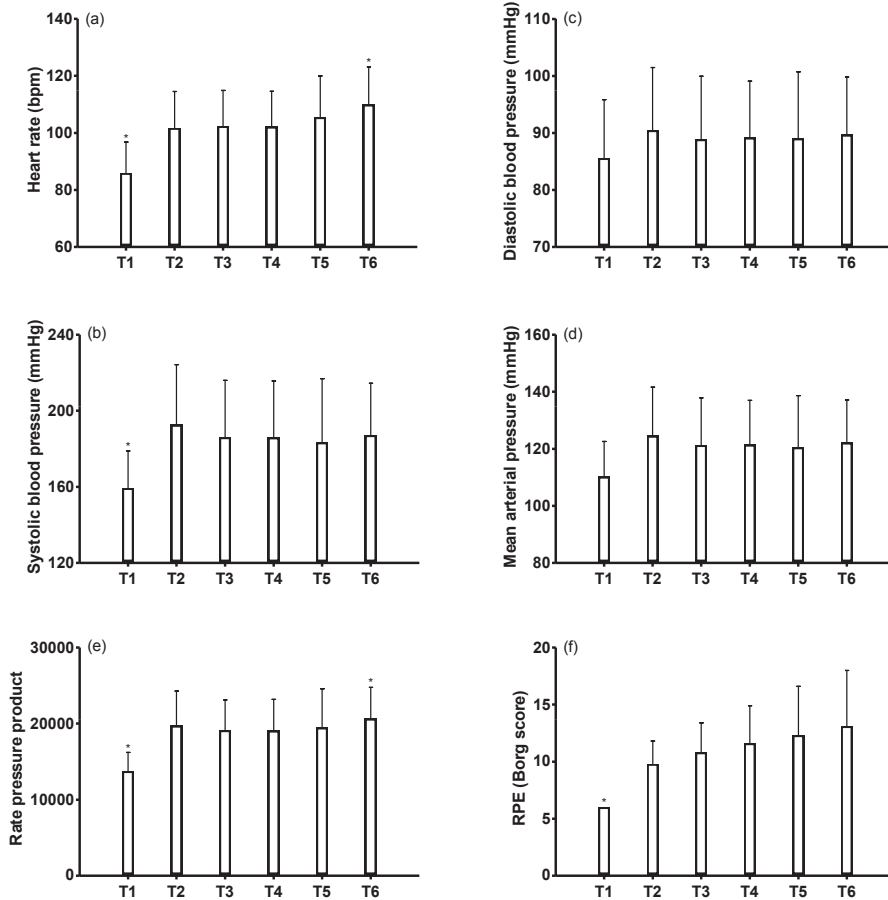 (a)
Heart rate (bpm)
140
120
100
80
60
*
*
T1 T2 T3 T4 T5 T6
(c)
Diastolic blood pressure (mmHg)
110
100
90
80
70
T1 T2 T3 T4 T5 T6
(b)
Systolic blood pressure (mmHg)
240
200
160
120
*
T1 T2 T3 T4 T5 T6
(d)
Mean arterial pressure (mmHg)
160
140
120
100
80
T1 T2 T3 T4 T5 T6
(e)
Rate pressure product
30000
20000
10000
0
*
*
T1 T2 T3 T4 T5 T6
(f)
RPE (Borg score)
20
15
10
5
0
*
T1 T2 T3 T4 T5 T6